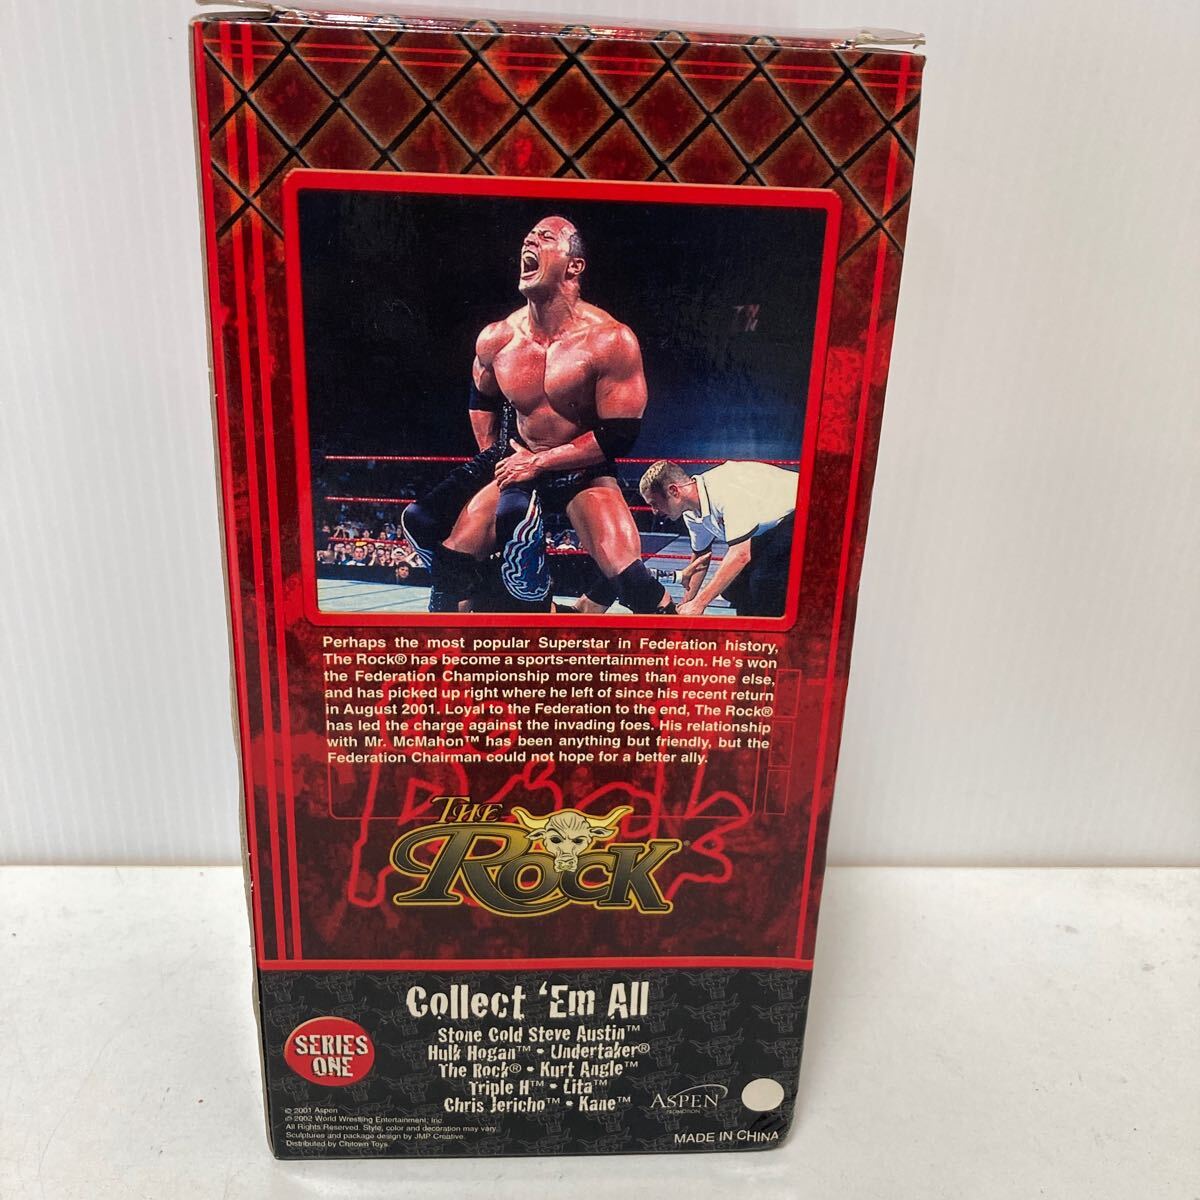 Perhaps the most popular Superstar in Federation history,
The Rock® has become a sports-entertainment icon. He's won
the Federation Championship more times than anyone else,
and has picked up right where he left of since his recent return
in August 2001. Loyal to the Federation to the end, The Rock®
has led the charge against the invading foes. His relationship
with Mr. McMahon™ has been anything but friendly, but the
Federation Chairman could not hope for a better ally.
THE
ROCK®
Collect 'Em All
Stone Cold Steve Austin™
Hulk Hogan™ • Undertaker®
The Rock® • Kurt Angle™
Triple H™ • Lita™
Chris Jericho™ • Kane™
SERIES
ONE
ASPEN
PROMOTION
© 2001 Aspen
© 2002 World Wrestling Entertainment, Inc.
All Rights Reserved. Style, color and decoration may vary.
Sculptures and package design by JMP Creative.
Distributed by Chitown Toys.
MADE IN CHINA